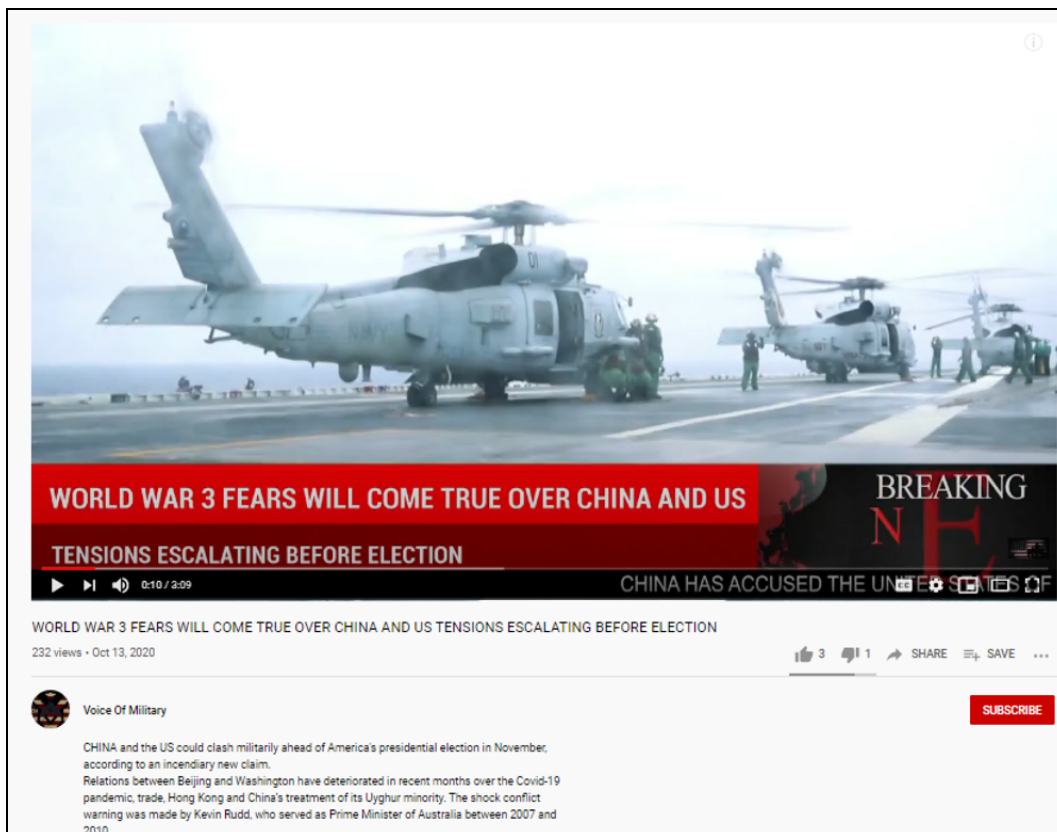 01
NAVY
WORLD WAR 3 FEARS WILL COME TRUE OVER CHINA AND US
BREAKING
N E
TENSIONS ESCALATING BEFORE ELECTION
0:10 / 3:09
CHINA HAS ACCUSED THE UNITED STATES OF
WORLD WAR 3 FEARS WILL COME TRUE OVER CHINA AND US TENSIONS ESCALATING BEFORE ELECTION
232 views • Oct 13, 2020
3 1 SHARE SAVE
Voice Of Military
SUBSCRIBE
CHINA and the US could clash militarily ahead of America's presidential election in November,
according to an incendiary new claim.
Relations between Beijing and Washington have deteriorated in recent months over the Covid-19
pandemic, trade, Hong Kong and China's treatment of its Uyghur minority. The shock conflict
warning was made by Kevin Rudd, who served as Prime Minister of Australia between 2007 and
2010.